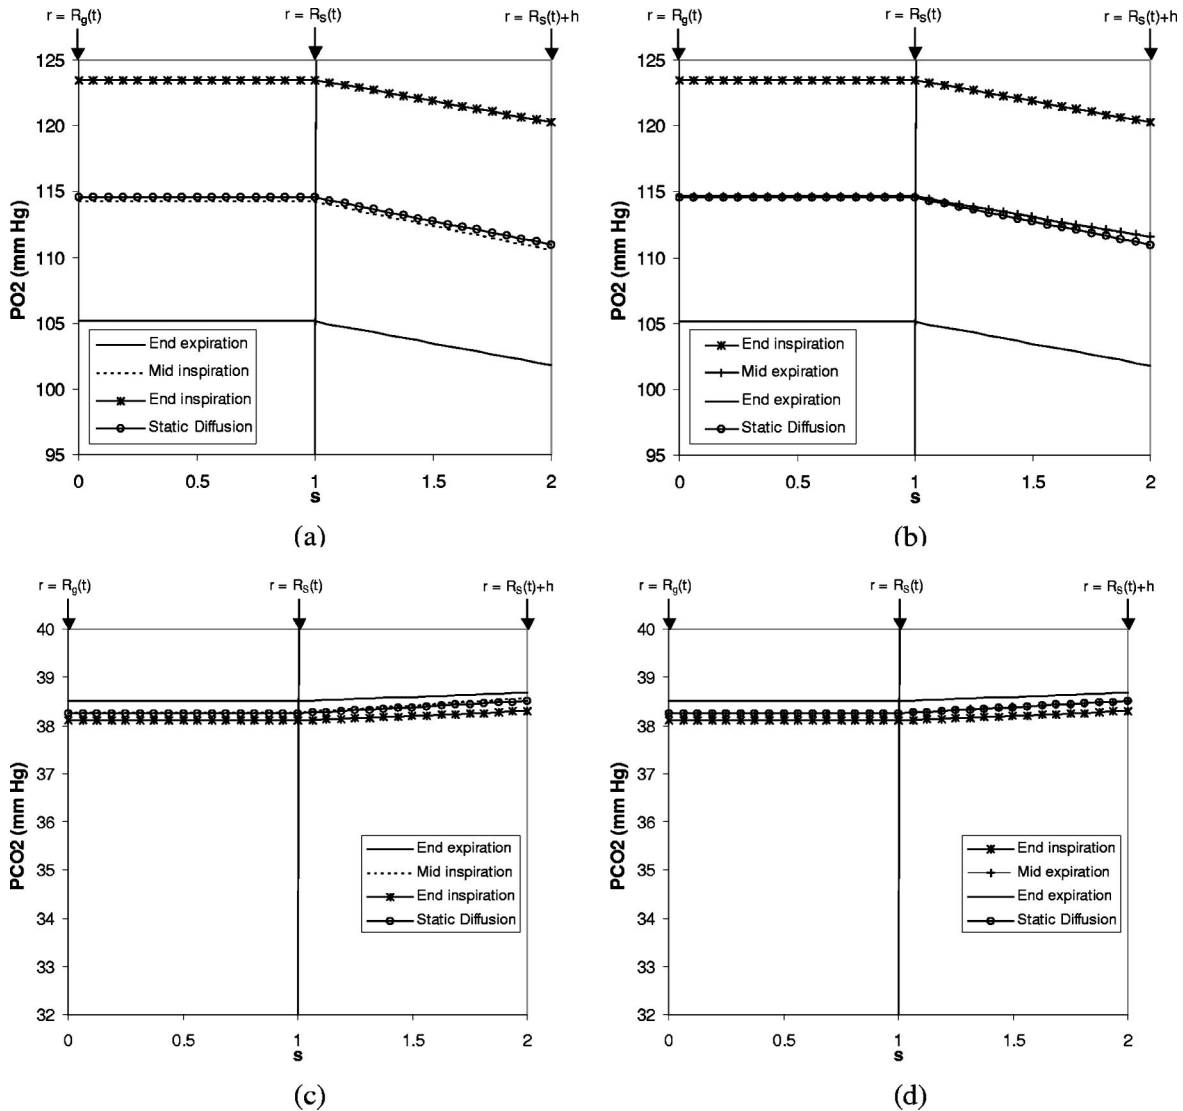 r = Rg(t) r = RS(t) r = RS(t)+h
125
120
115
110
105
100
95
PO2 (mm Hg)
End expiration
Mid inspiration
End inspiration
Static Diffusion
0 0.5 1 1.5 2
s
(a)
r = Rg(t) r = RS(t) r = RS(t)+h
125
120
115
110
105
100
95
PO2 (mm Hg)
End inspiration
Mid expiration
End expiration
Static Diffusion
0 0.5 1 1.5 2
s
(b)
r = Rg(t) r = RS(t) r = RS(t)+h
40
39
38
37
36
35
34
33
32
PCO2 (mm Hg)
End expiration
Mid inspiration
End inspiration
Static Diffusion
0 0.5 1 1.5 2
s
(c)
r = Rg(t) r = RS(t) r = RS(t)+h
40
39
38
37
36
35
34
33
32
PCO2 (mm Hg)
End inspiration
Mid expiration
End expiration
Static Diffusion
0 0.5 1 1.5 2
s
(d)